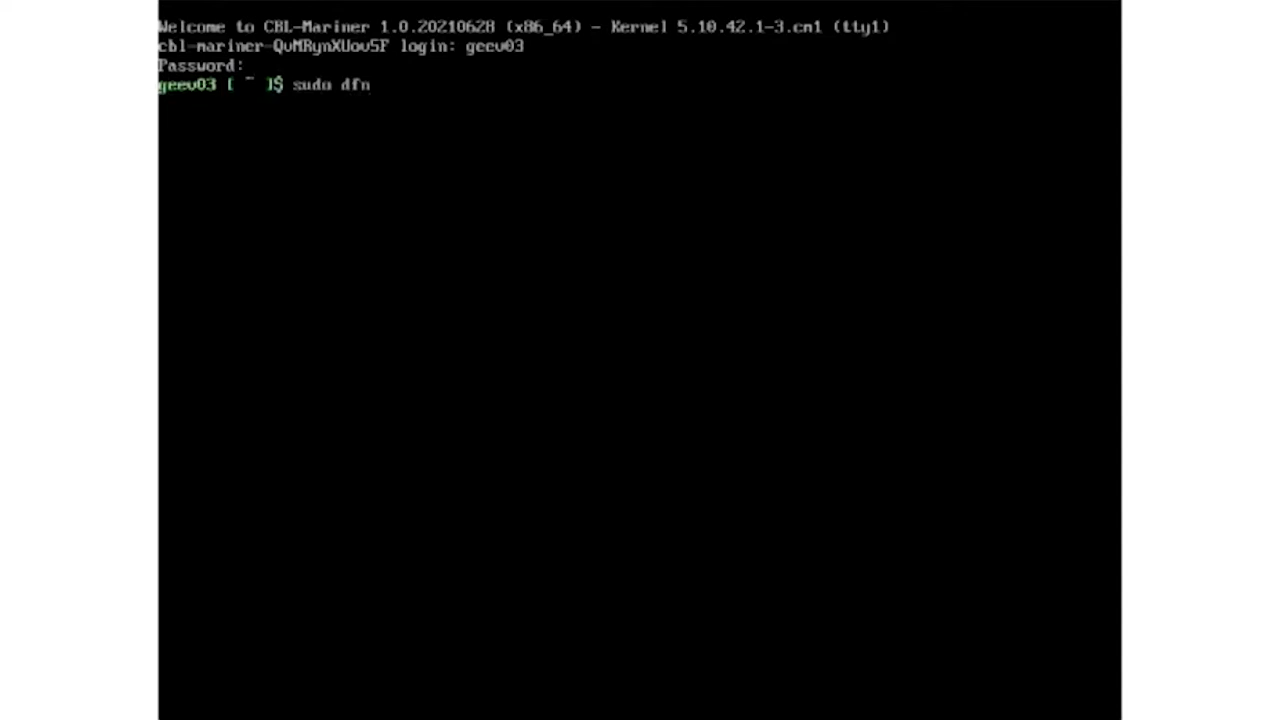 Welcome to CBL-Mariner 1.0.20210628 (x86_64) - Kernel 5.10.42.1-3.cm1 (tty1)
cbl-mariner-QvMRynXUov5F login: geev03
Password:
geev03 [ ~ ]$ sudo dfn